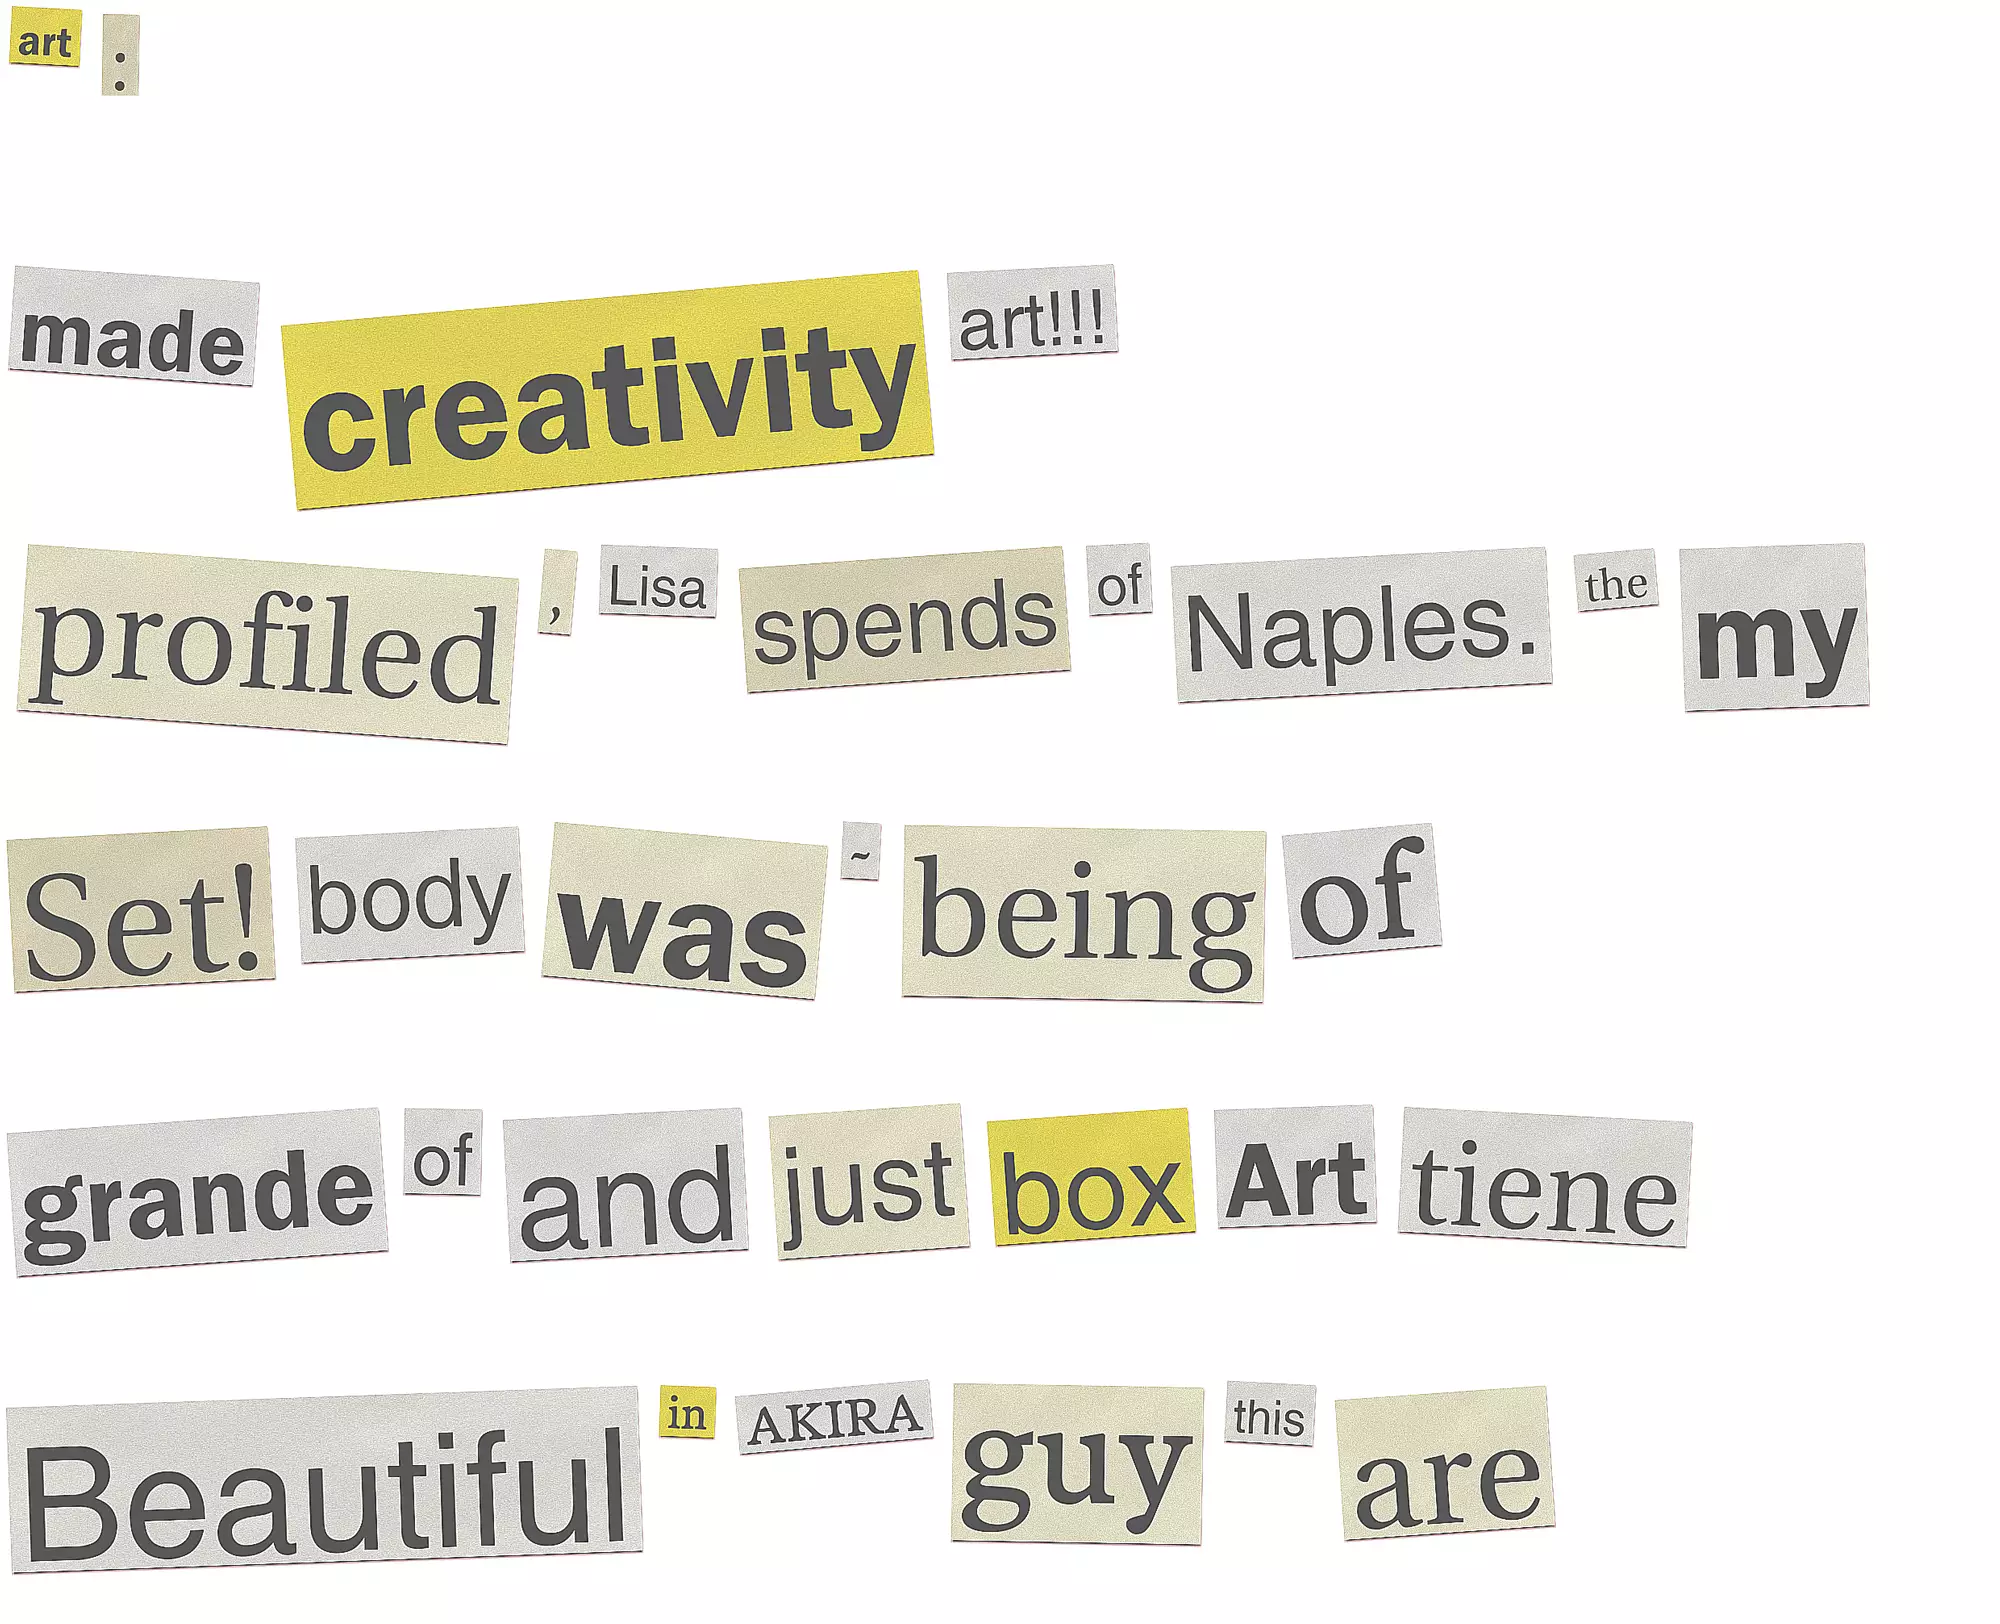 art :
made creativity art!!!
profiled , Lisa spends of Naples. the my
Set! body was ~ being of
grande of and just box Art tiene
Beautiful in AKIRA guy this are